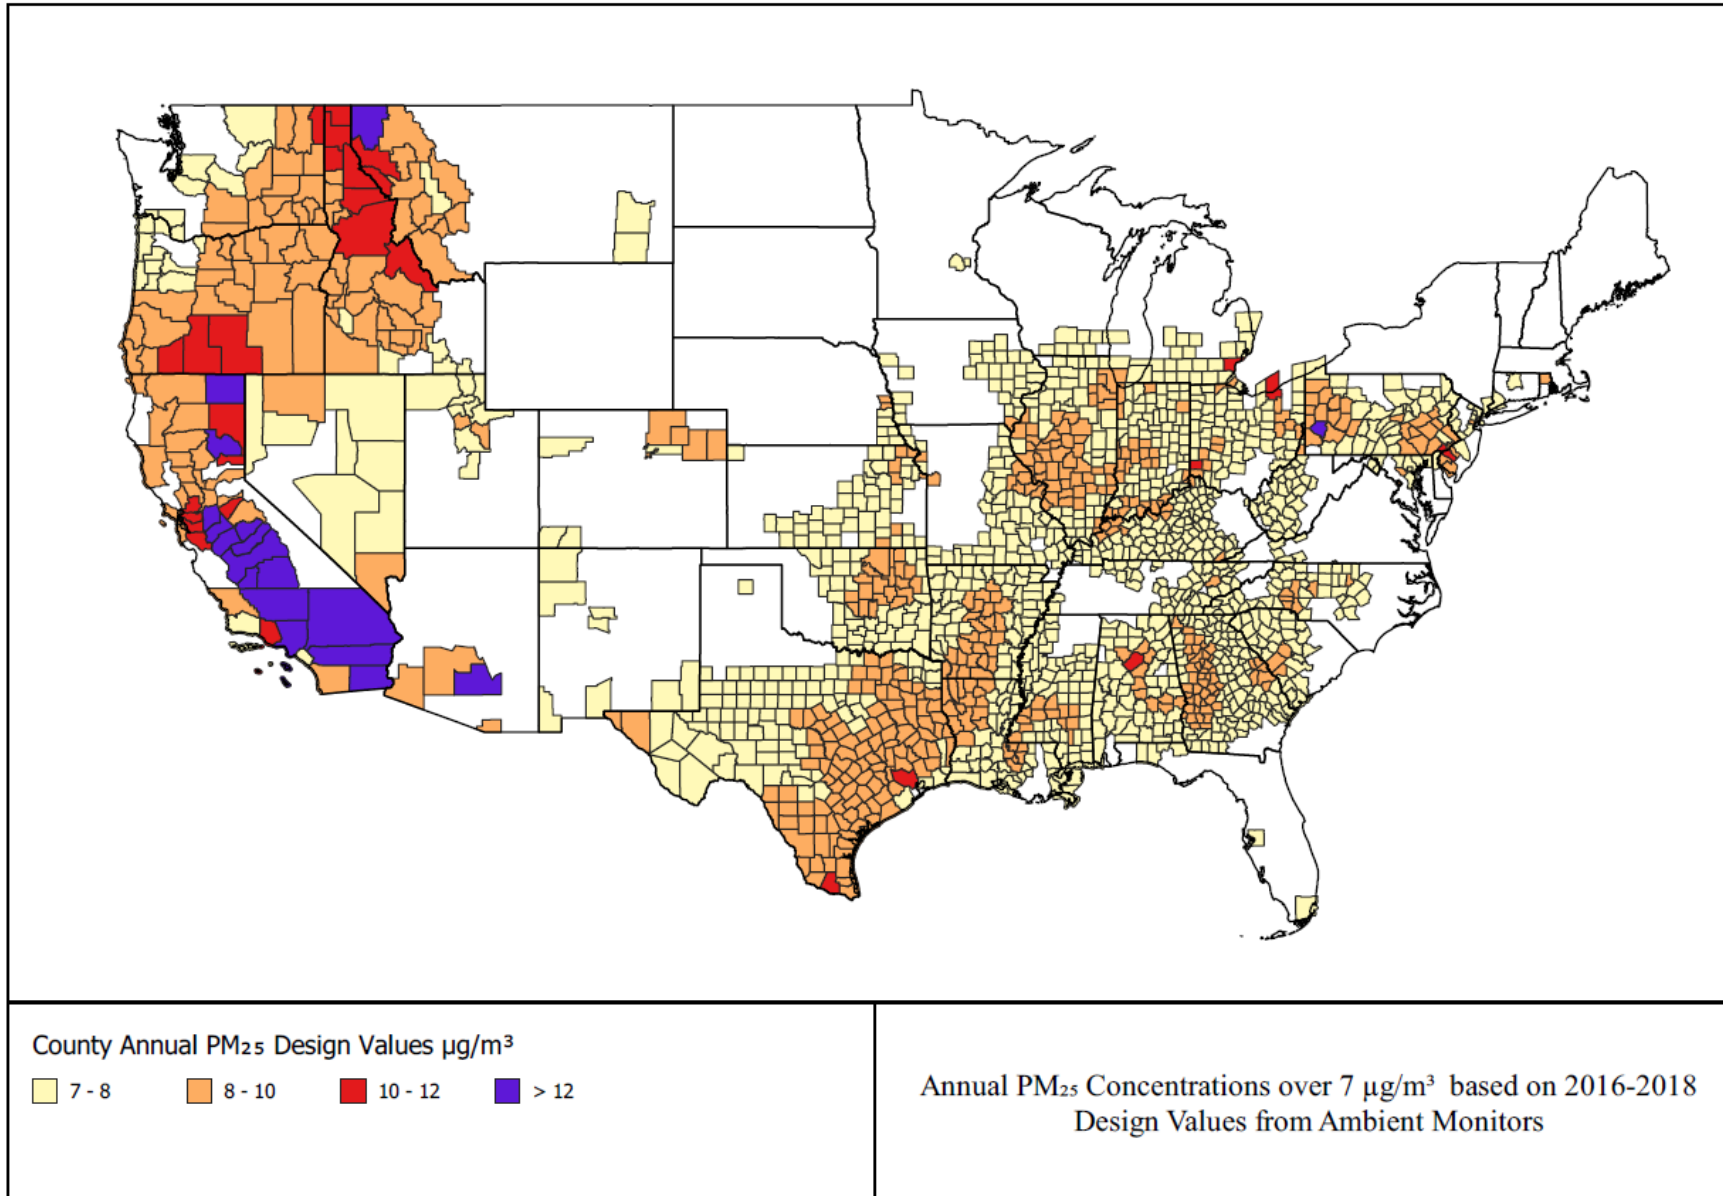 County Annual PM₂₅ Design Values µg/m³
7 - 8
8 - 10
10 - 12
> 12
Annual PM₂₅ Concentrations over 7 µg/m³ based on 2016-2018
Design Values from Ambient Monitors